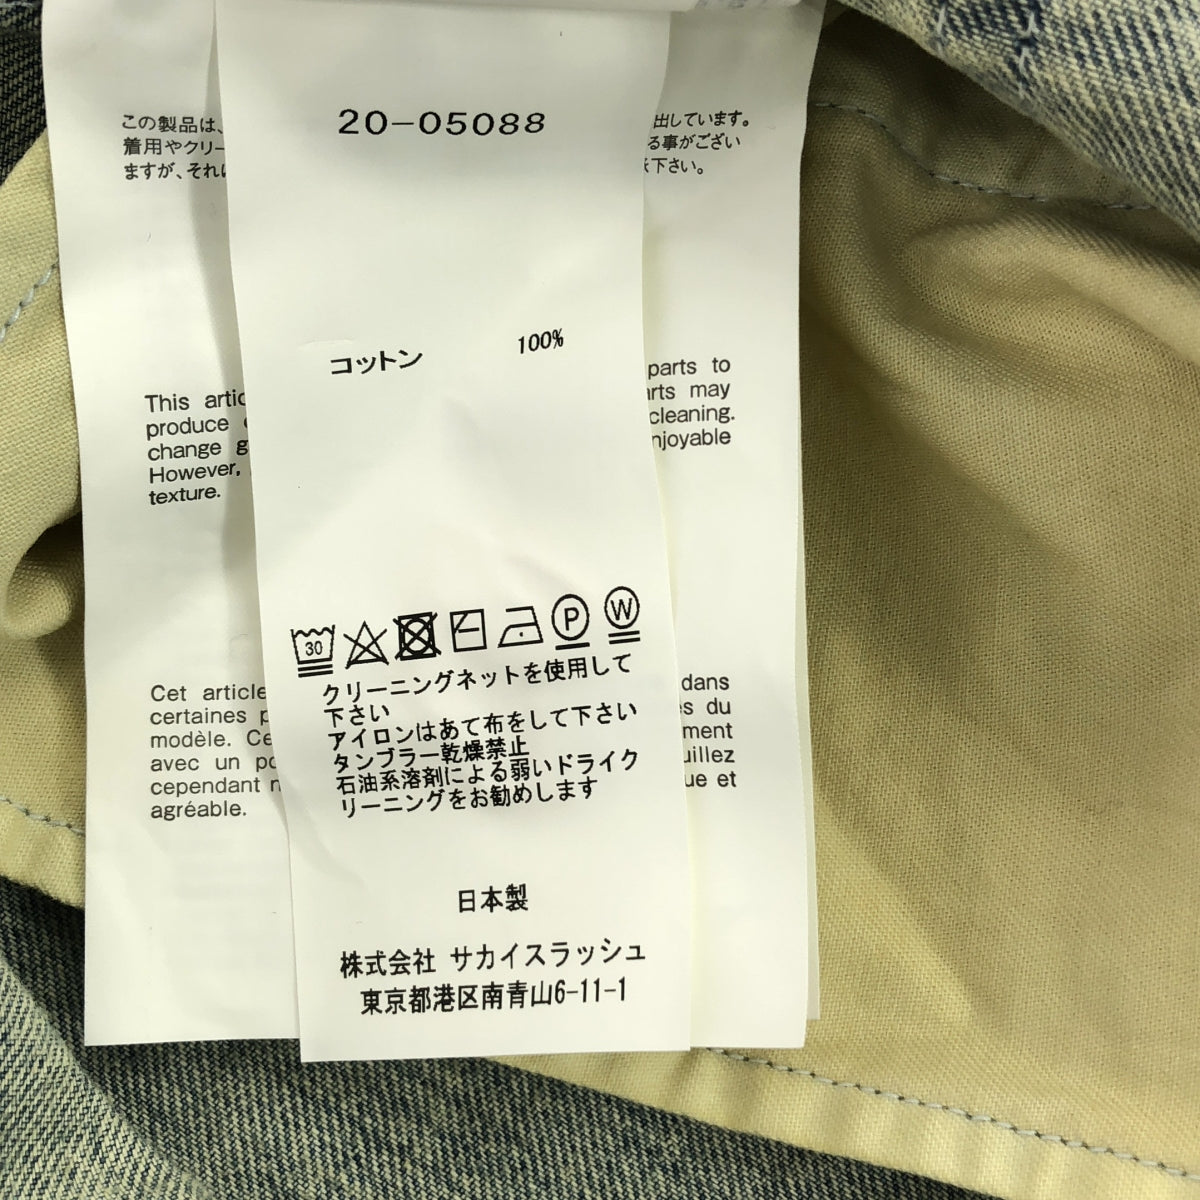 20-05088
コットン 100%
30
P
W
クリーニングネットを使用して
下さい
アイロンはあて布をして下さい
タンブラー乾燥禁止
石油系溶剤による弱いドライク
リーニングをお勧めします
日本製
株式会社 サカイスラッシュ
東京都港区南青山6-11-1
この製品は、
出しています。
着用やクリー
る事がござい
ますが、それ
下さい。
This
parts to
produce
may
change
cleaning.
However,
texture.
Cet article
dans
certaines
du
modèle.
avec un
cependant
ue et
agréable.